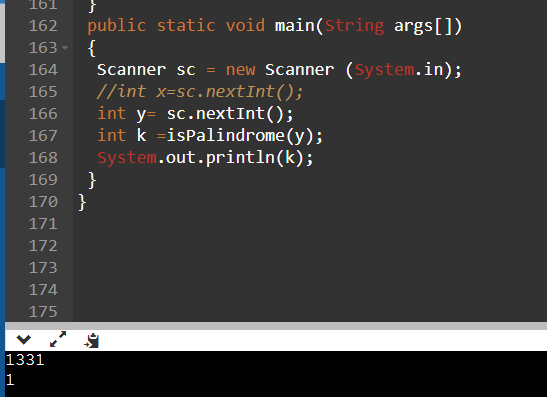 161 }
162 public static void main(String args[])
163 {
164 Scanner sc = new Scanner (System.in);
165 //int x=sc.nextInt();
166 int y= sc.nextInt();
167 int k =isPalindrome(y);
168 System.out.println(k);
169 }
170 }
171
172
173
174
175
1331
1